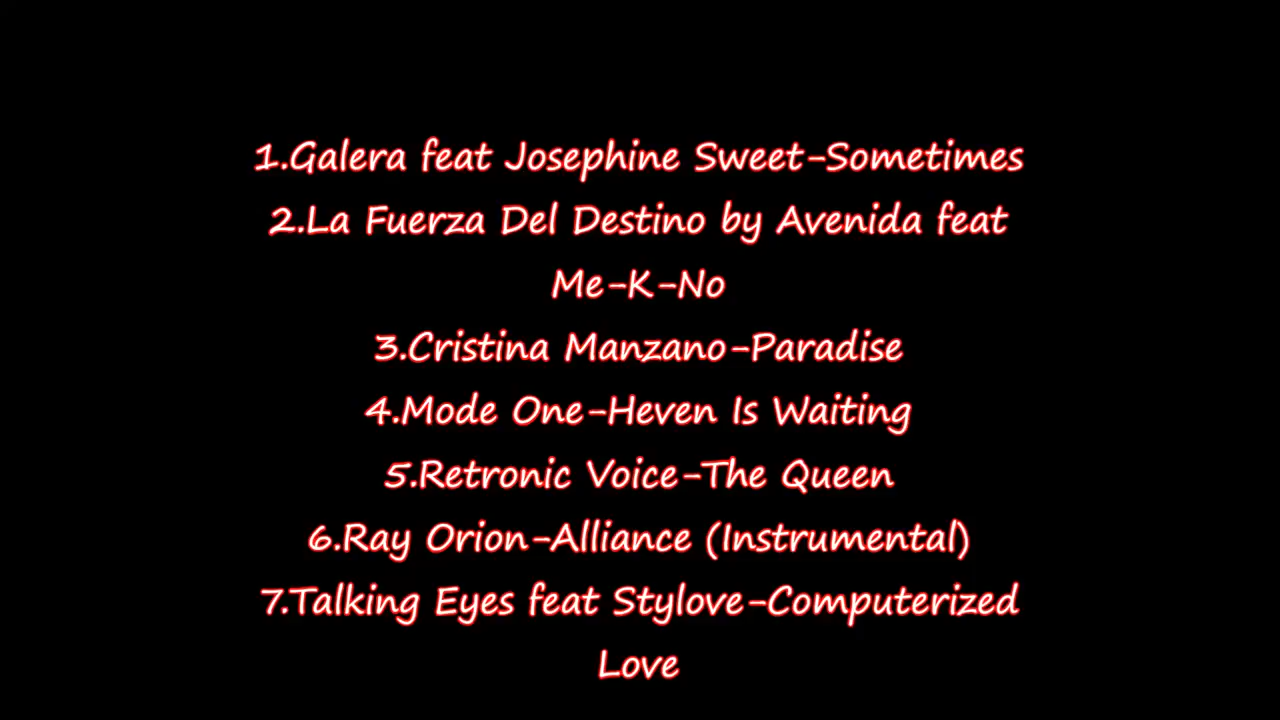 1.Galera feat Josephine Sweet-Sometimes
2.La Fuerza Del Destino by Avenida feat
Me-K-No
3.Cristina Manzano-Paradise
4.Mode One-Heven Is Waiting
5.Retronic Voice-The Queen
6.Ray Orion-Alliance (Instrumental)
7.Talking Eyes feat Stylove-Computerized
Love